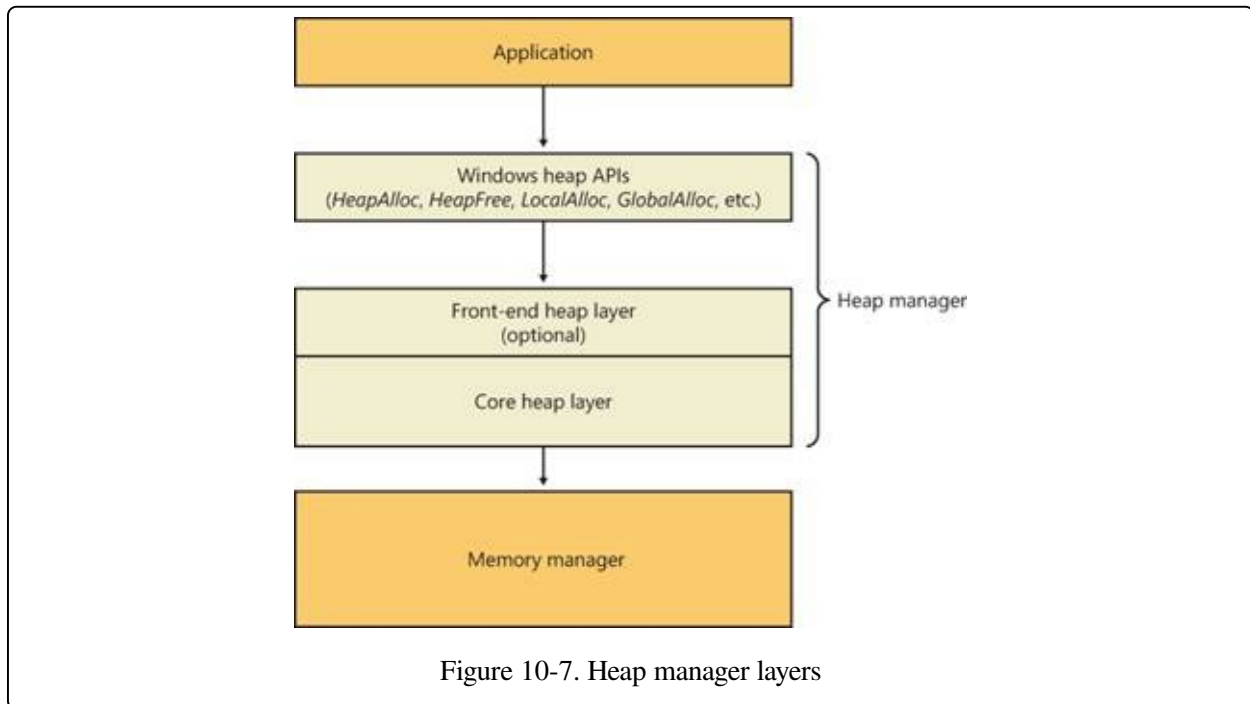 Application
Windows heap APIs
(HeapAlloc, HeapFree, LocalAlloc, GlobalAlloc, etc.)
Front-end heap layer
(optional)
Core heap layer
Heap manager
Memory manager
Figure 10-7. Heap manager layers